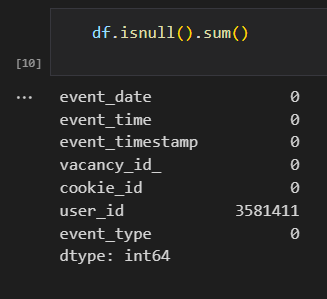 df.isnull().sum()
[10]
...
event_date 0
event_time 0
event_timestamp 0
vacancy_id_ 0
cookie_id 0
user_id 3581411
event_type 0
dtype: int64